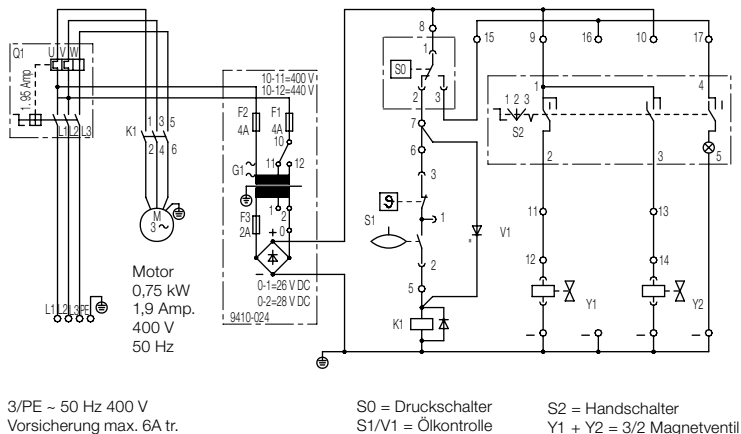 Q1
U V W
1.95 Amp
L1 L2 L3
K1
1 3 5
2 4 6
M
3 ~
Motor
0,75 kW
1,9 Amp.
400 V
50 Hz
L1 L2 L3 PE
10-11=400 V
10-12=440 V
F2
4A
F1
4A
10
11
12
G1
1
2
0
F3
2A
+
−
0-1=26 V DC
0-2=28 V DC
9410-024
8
1
S0
2
3
7
6
3
ϑ
S1
1
2
5
V1
K1
15
9
16
10
17
1
4
1 2 3
S2
2
3
5
11
13
12
14
Y1
Y2
−
−
−
−
3/PE ~ 50 Hz 400 V
Vorsicherung max. 6A tr.
S0 = Druckschalter
S1/V1 = Ölkontrolle
S2 = Handschalter
Y1 + Y2 = 3/2 Magnetventil